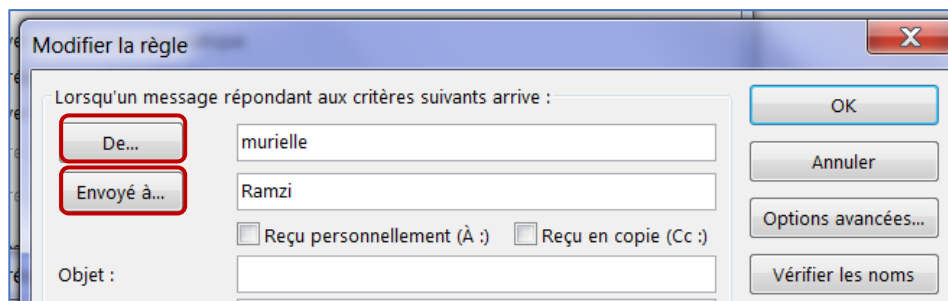 Modifier la règle
X
Lorsqu'un message répondant aux critères suivants arrive :
De...
murielle
Envoyé à...
Ramzi
Reçu personnellement (À :)
Reçu en copie (Cc :)
Objet :
OK
Annuler
Options avancées...
Vérifier les noms